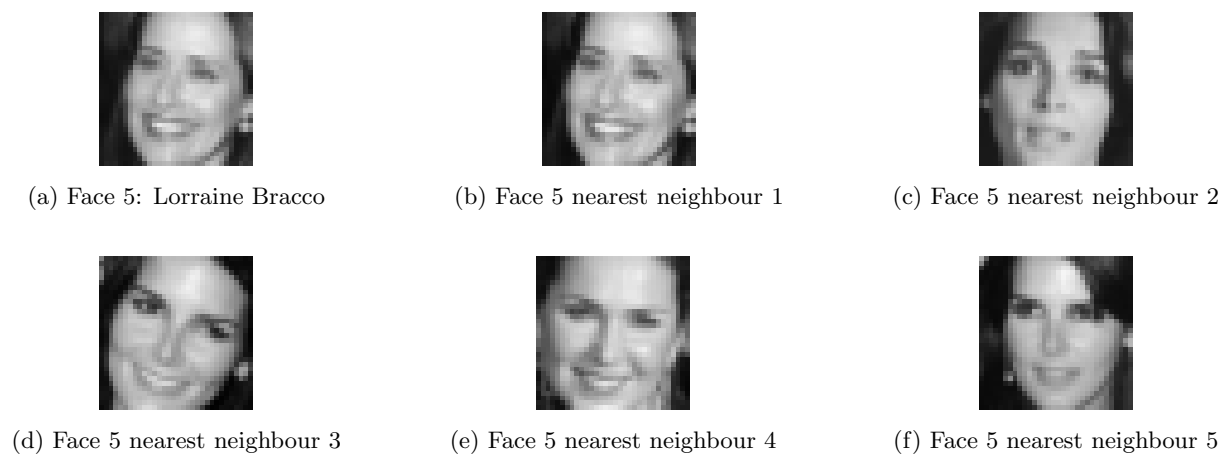 (a) Face 5: Lorraine Bracco
(b) Face 5 nearest neighbour 1
(c) Face 5 nearest neighbour 2
(d) Face 5 nearest neighbour 3
(e) Face 5 nearest neighbour 4
(f) Face 5 nearest neighbour 5